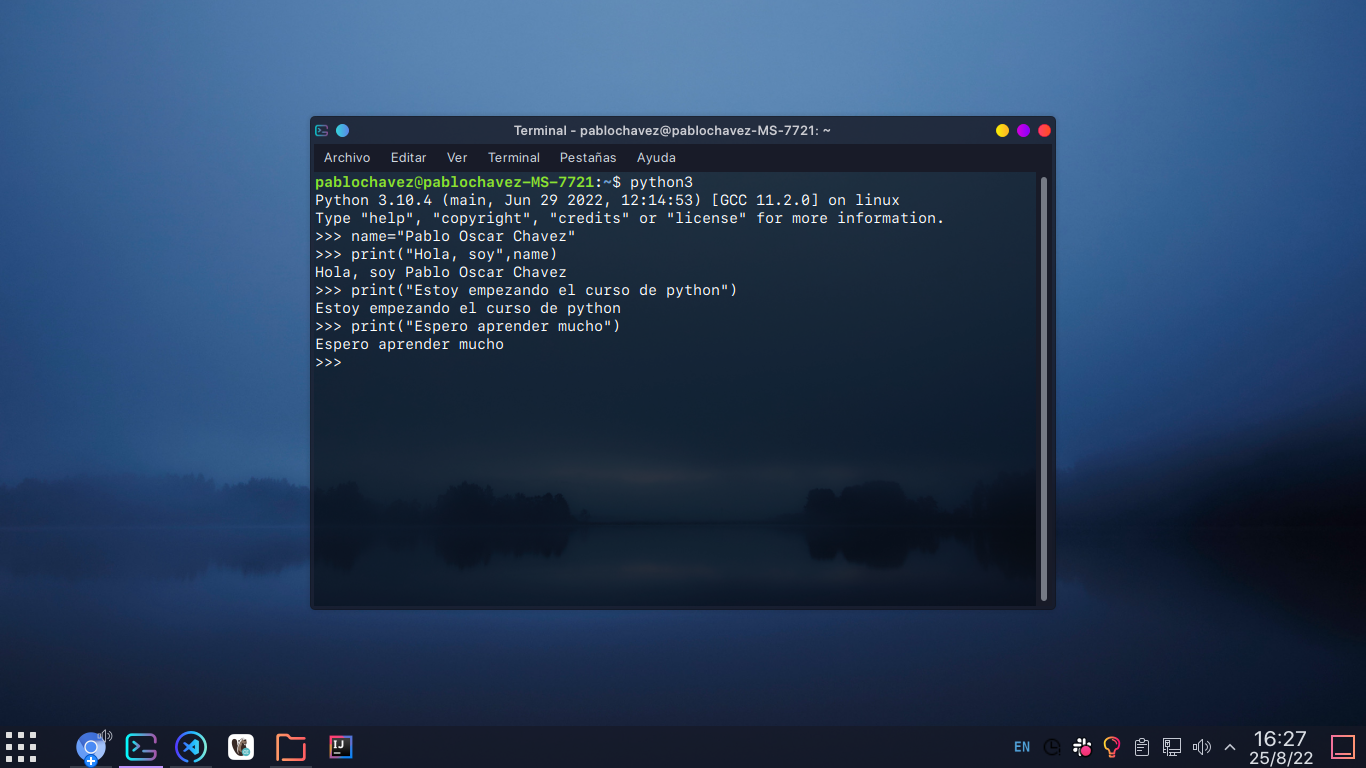 Terminal - pablochavez@pablochavez-MS-7721: ~
Archivo Editar Ver Terminal Pestañas Ayuda
pablochavez@pablochavez-MS-7721:~$ python3
Python 3.10.4 (main, Jun 29 2022, 12:14:53) [GCC 11.2.0] on linux
Type "help", "copyright", "credits" or "license" for more information.
>>> name="Pablo Oscar Chavez"
>>> print("Hola, soy",name)
Hola, soy Pablo Oscar Chavez
>>> print("Estoy empezando el curso de python")
Estoy empezando el curso de python
>>> print("Espero aprender mucho")
Espero aprender mucho
>>>
IJ
EN
16:27
25/8/22